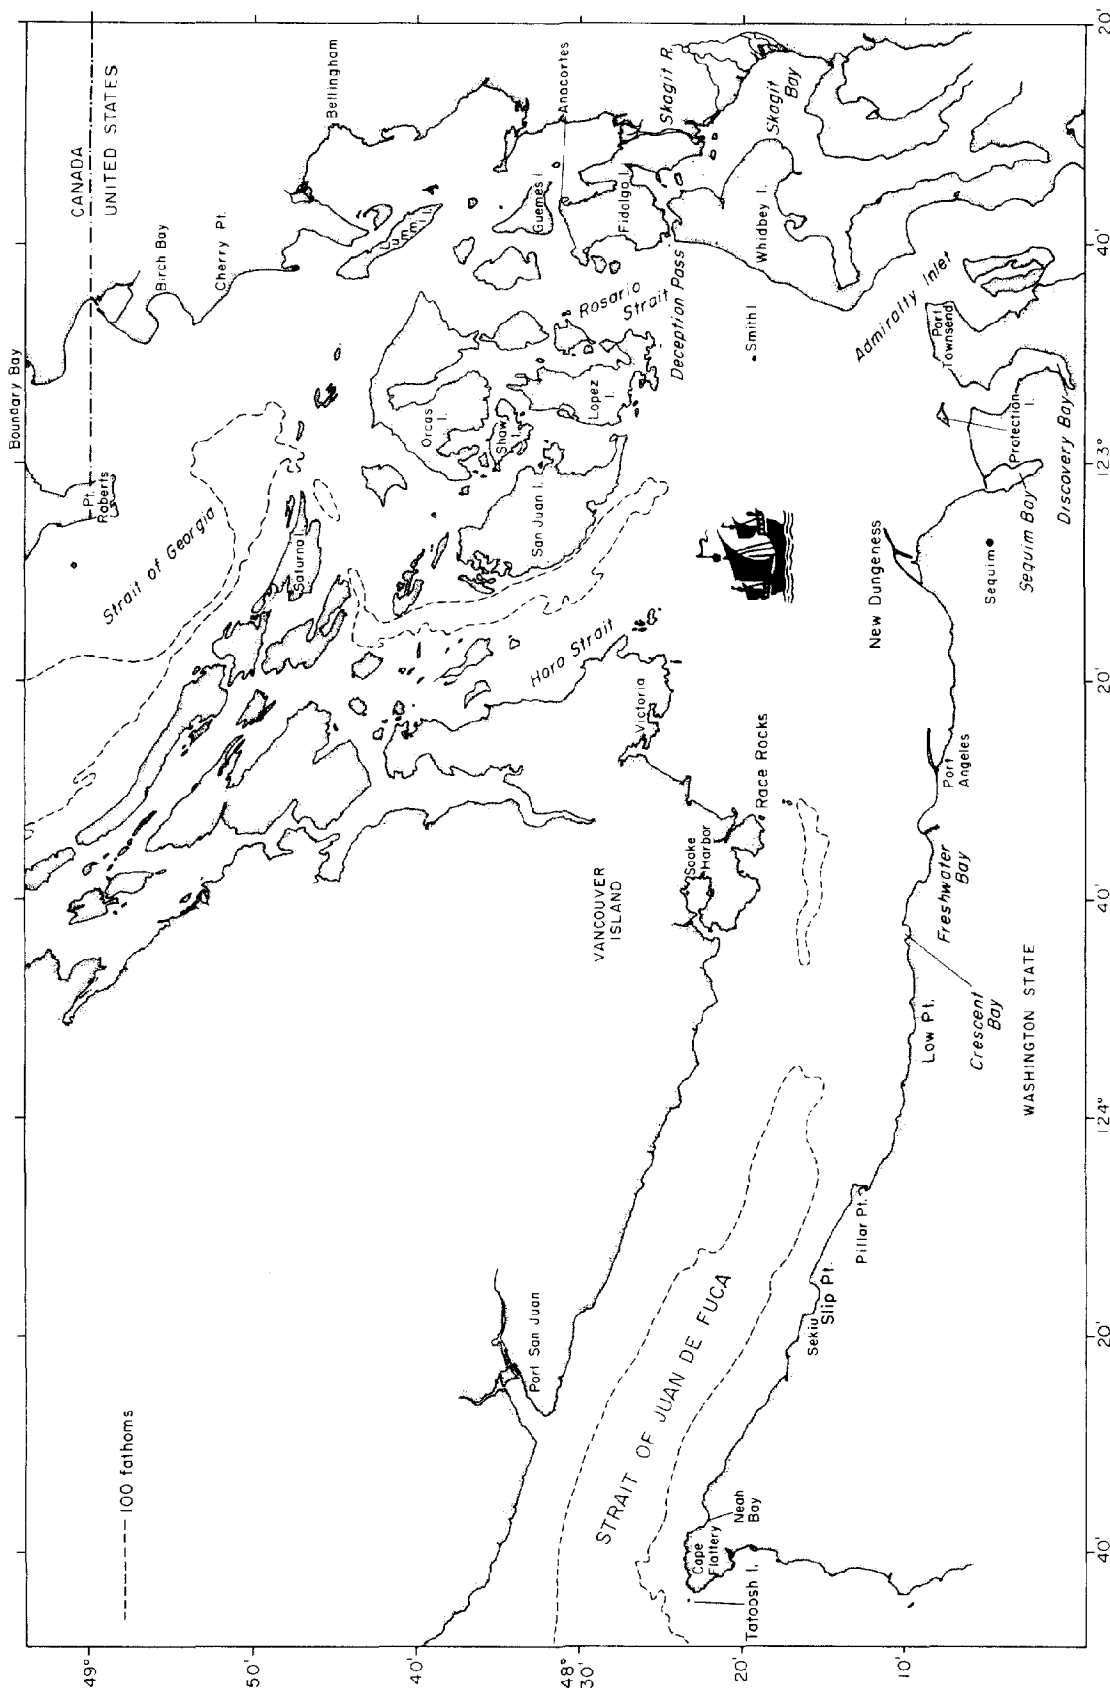 Boundary Bay
CANADA
UNITED STATES
Pt.
Roberts
Birch Bay
Cherry Pt.
Bellingham
Strait of Georgia
100 fathoms
Saturna I.
Lummi I.
Orcas
I.
Shaw
I.
San Juan I.
Lopez
I.
Guemes I.
Anacortes
Fidalgo I.
Rosario
Strait
Deception Pass
Skagit R.
Skagit
Bay
Whidbey I.
Smith I
Haro Strait
Victoria
Race Rocks
Sooke
Harbor
VANCOUVER
ISLAND
Port San Juan
STRAIT OF JUAN DE FUCA
Cape
Flattery
Neah
Bay
Tatoosh I.
Sekiu
Slip Pt.
Pillar Pt.
Low Pt.
Crescent
Bay
Freshwater
Bay
Port
Angeles
New Dungeness
Sequim
Sequim Bay
Discovery Bay
Protection
I.
Port
Townsend
Admiralty Inlet
WASHINGTON STATE
49°
50'
40'
48°
30'
20'
10'
40'
20'
124°
40'
20'
123°
40'
20'